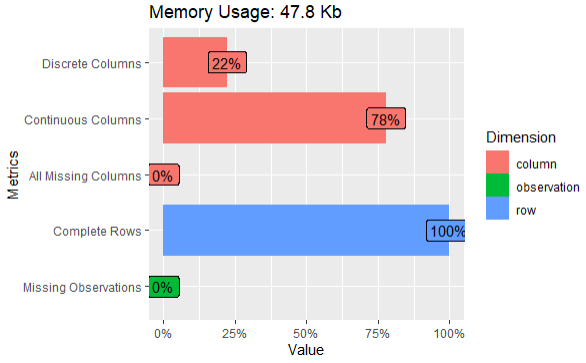 Memory Usage: 47.8 Kb
Metrics
Discrete Columns
22%
Continuous Columns
78%
All Missing Columns
0%
Complete Rows
100%
Missing Observations
0%
0%
25%
50%
75%
100%
Value
Dimension
column
observation
row